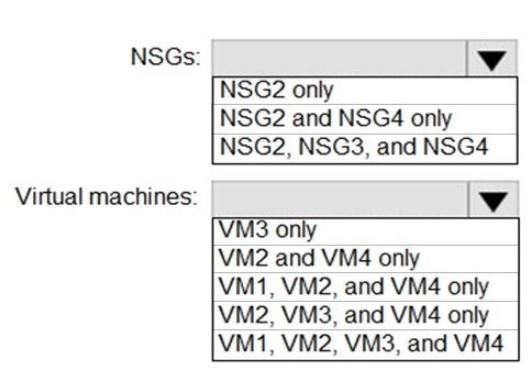 NSGs:
NSG2 only
NSG2 and NSG4 only
NSG2, NSG3, and NSG4
Virtual machines:
VM3 only
VM2 and VM4 only
VM1, VM2, and VM4 only
VM2, VM3, and VM4 only
VM1, VM2, VM3, and VM4